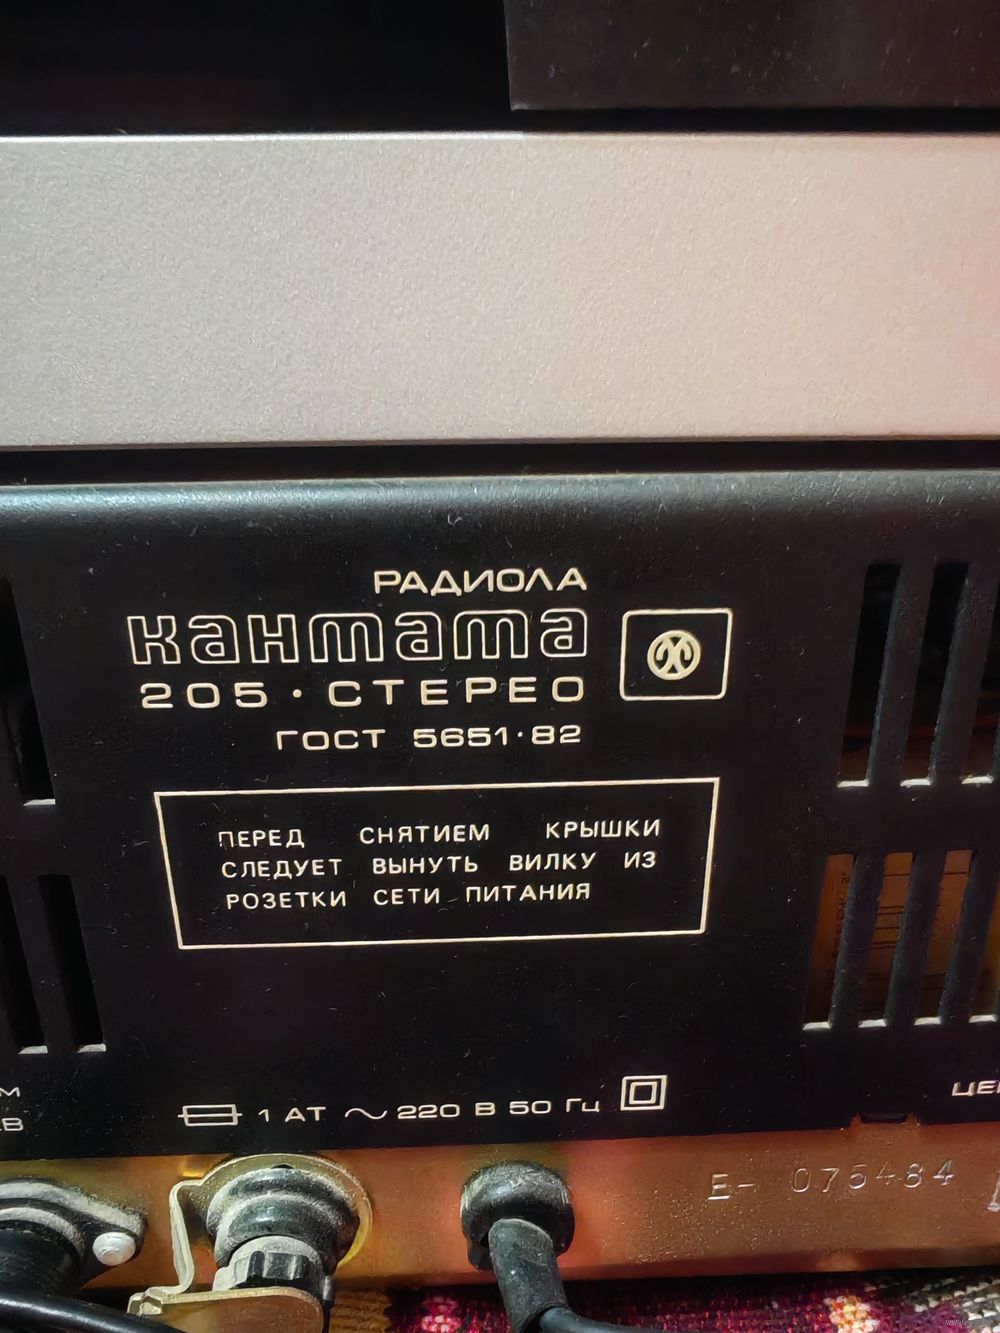 РАДИОЛА
кантата
205 · СТЕРЕО
ГОСТ 5651·82
ПЕРЕД СНЯТИЕМ КРЫШКИ
СЛЕДУЕТ ВЫНУТЬ ВИЛКУ ИЗ
РОЗЕТКИ СЕТИ ПИТАНИЯ
1 АТ ~ 220 В 50 Гц
Е- 075484